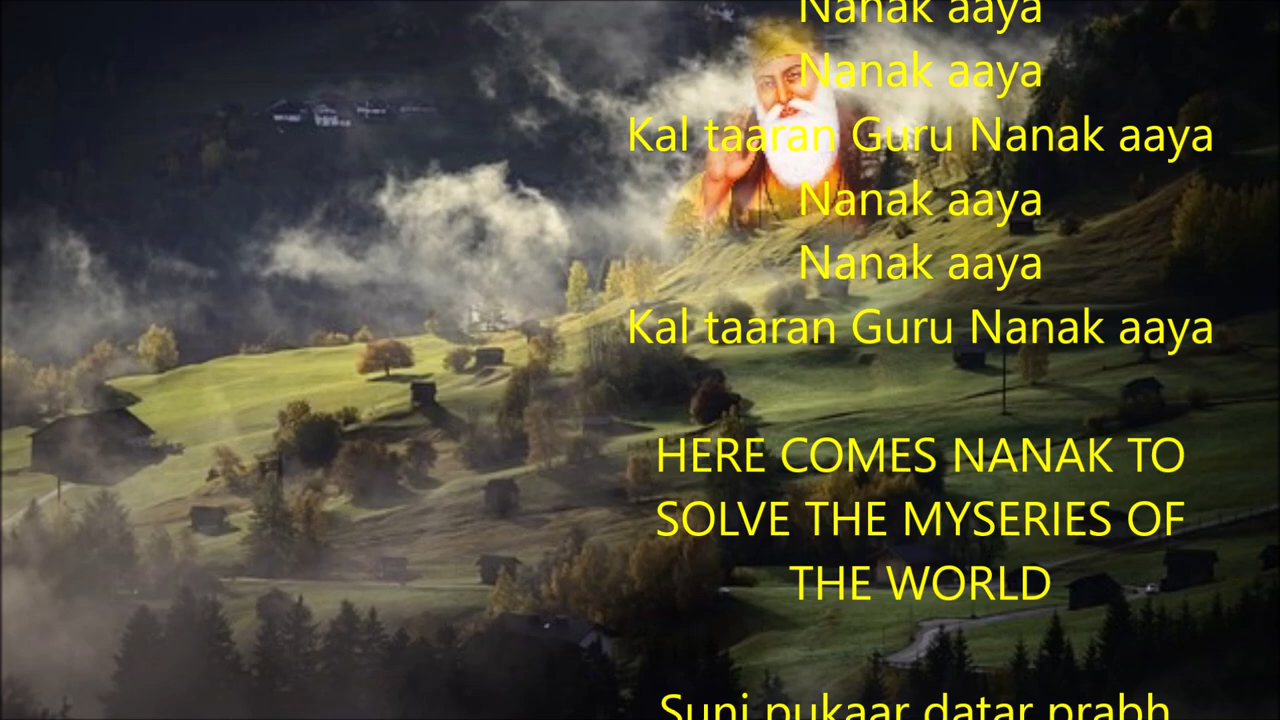 Nanak aaya
Nanak aaya
Kal taaran Guru Nanak aaya
Nanak aaya
Nanak aaya
Kal taaran Guru Nanak aaya
HERE COMES NANAK TO
SOLVE THE MYSERIES OF
THE WORLD
Suni pukaar datar prabh